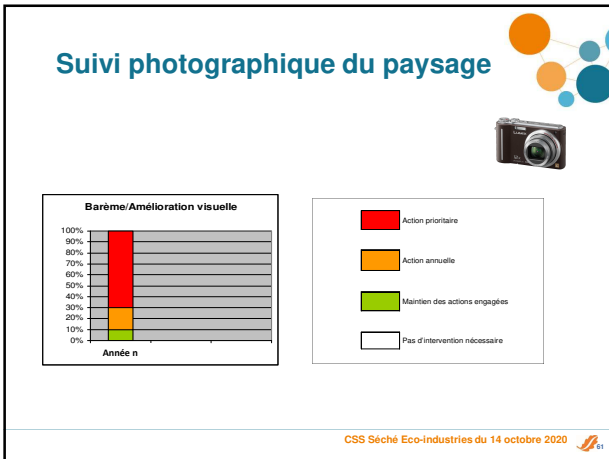 Suivi photographique du paysage
Barème/Amélioration visuelle
100%
90%
80%
70%
60%
50%
40%
30%
20%
10%
0%
Année n
Action prioritaire
Action annuelle
Maintien des actions engagées
Pas d'intervention nécessaire
CSS Séché Eco-industries du 14 octobre 2020
61